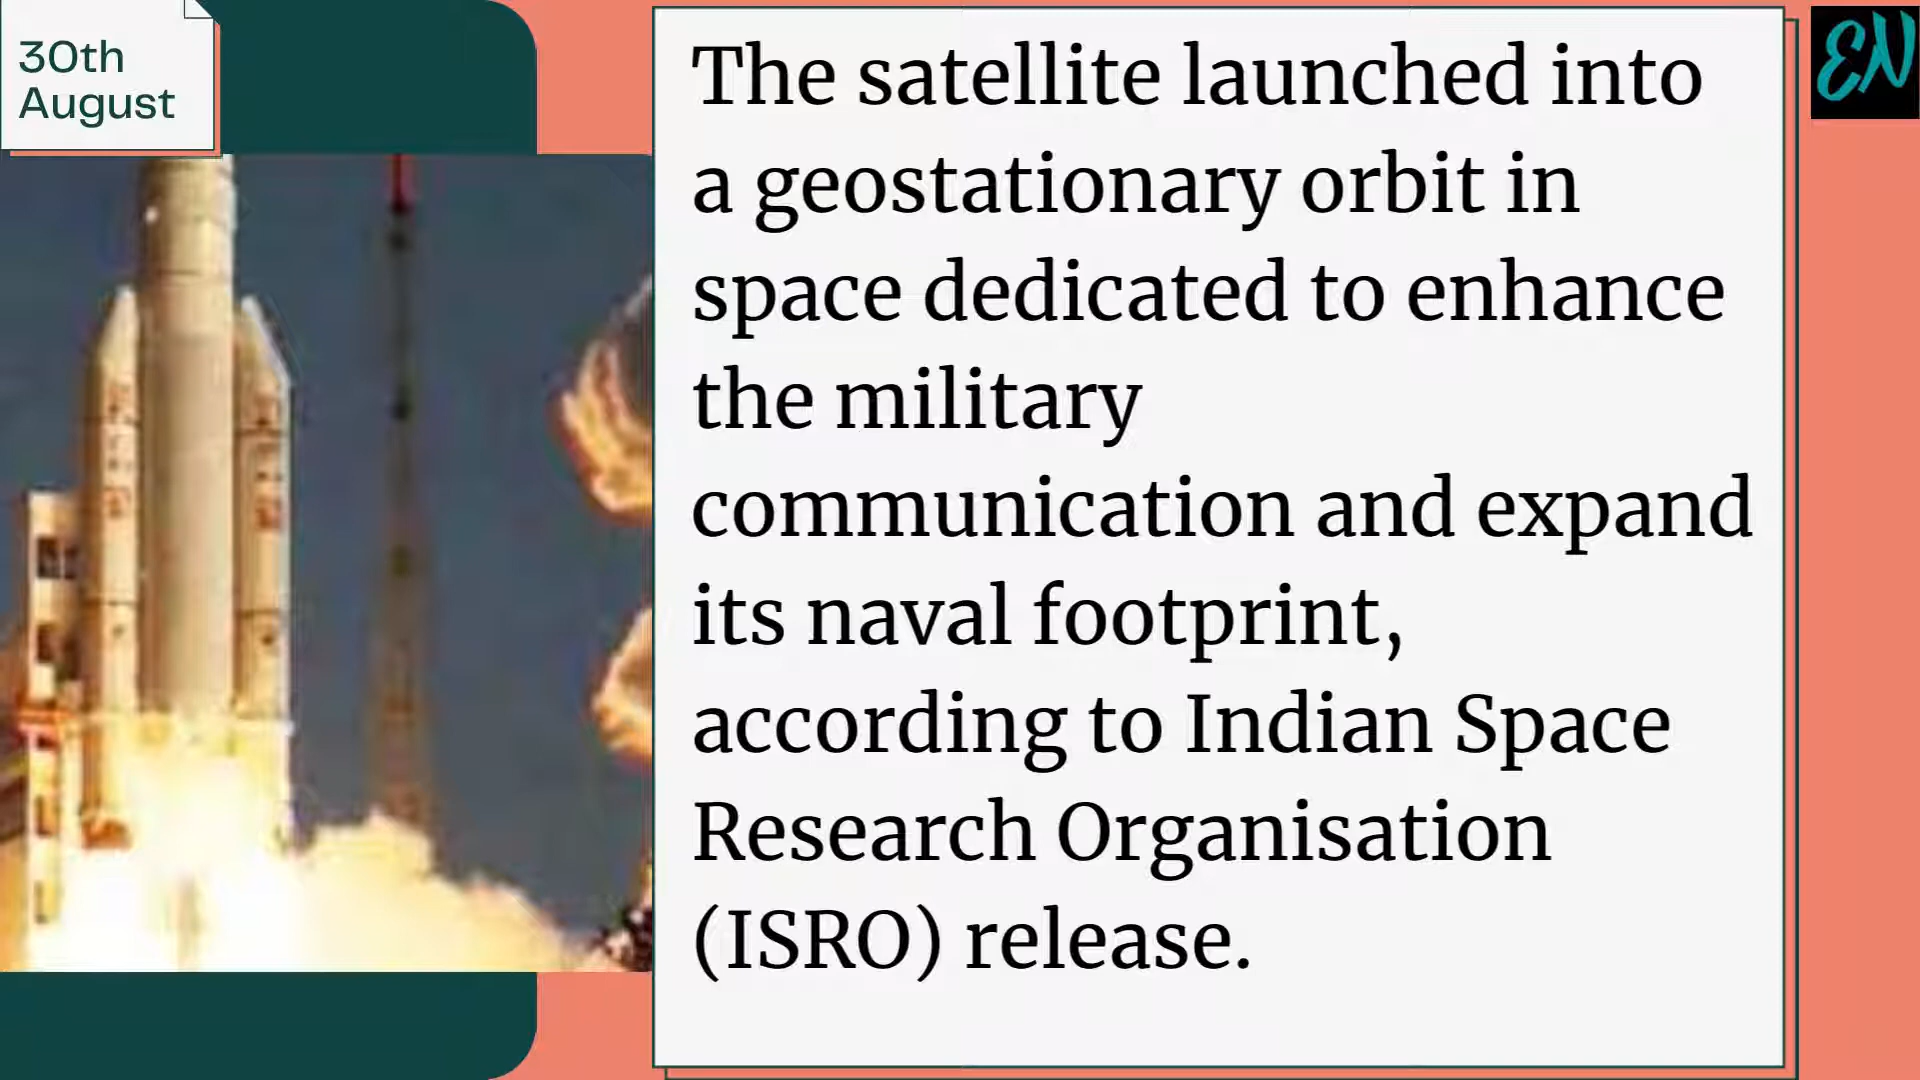 30th
August
EN
The satellite launched into
a geostationary orbit in
space dedicated to enhance
the military
communication and expand
its naval footprint,
according to Indian Space
Research Organisation
(ISRO) release.